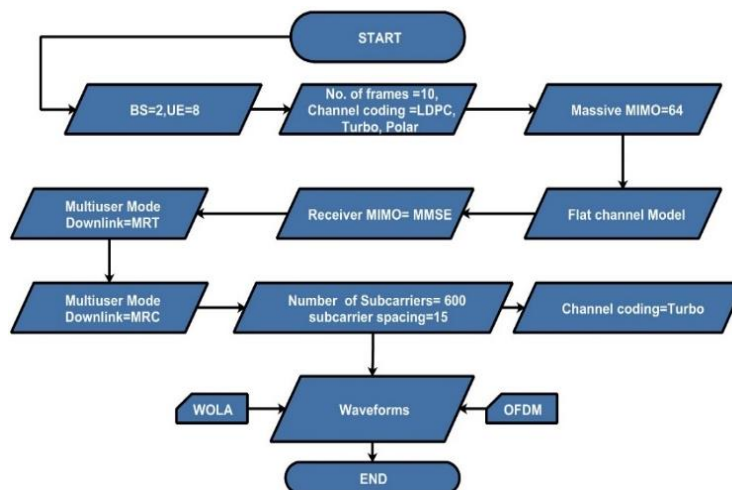 START
BS=2,UE=8
No. of frames =10,
Channel coding =LDPC,
Turbo, Polar
Massive MIMO=64
Flat channel Model
Receiver MIMO= MMSE
Multiuser Mode
Downlink=MRT
Multiuser Mode
Downlink=MRC
Number of Subcarriers= 600
subcarrier spacing=15
Channel coding=Turbo
WOLA
Waveforms
OFDM
END